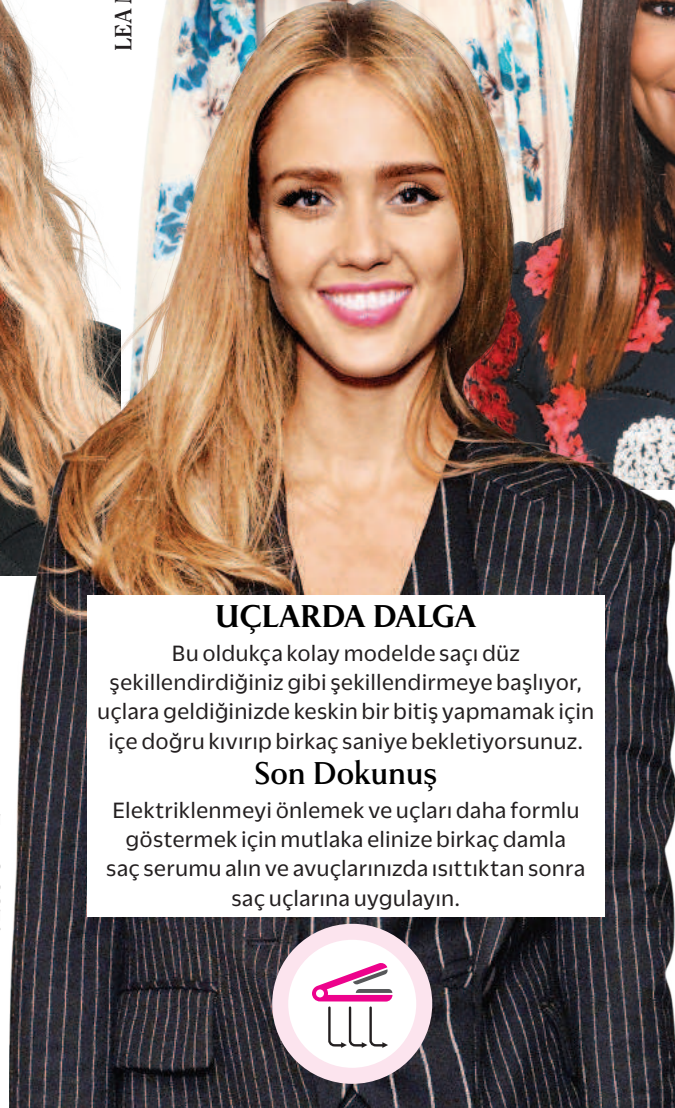 LEA
UÇLARDA DALGA
Bu oldukça kolay modelde saçı düz
şekillendirdiğiniz gibi şekillendirmeye başlıyor,
uçlara geldiğinizde keskin bir bitiş yapmamak için
içe doğru kıvırıp birkaç saniye bekletiyorsunuz.
Son Dokunuş
Elektriklenmeyi önlemek ve uçları daha formlu
göstermek için mutlaka elinize birkaç damla
saç serumu alın ve avuçlarınızda ısıttıktan sonra
saç uçlarına uygulayın.